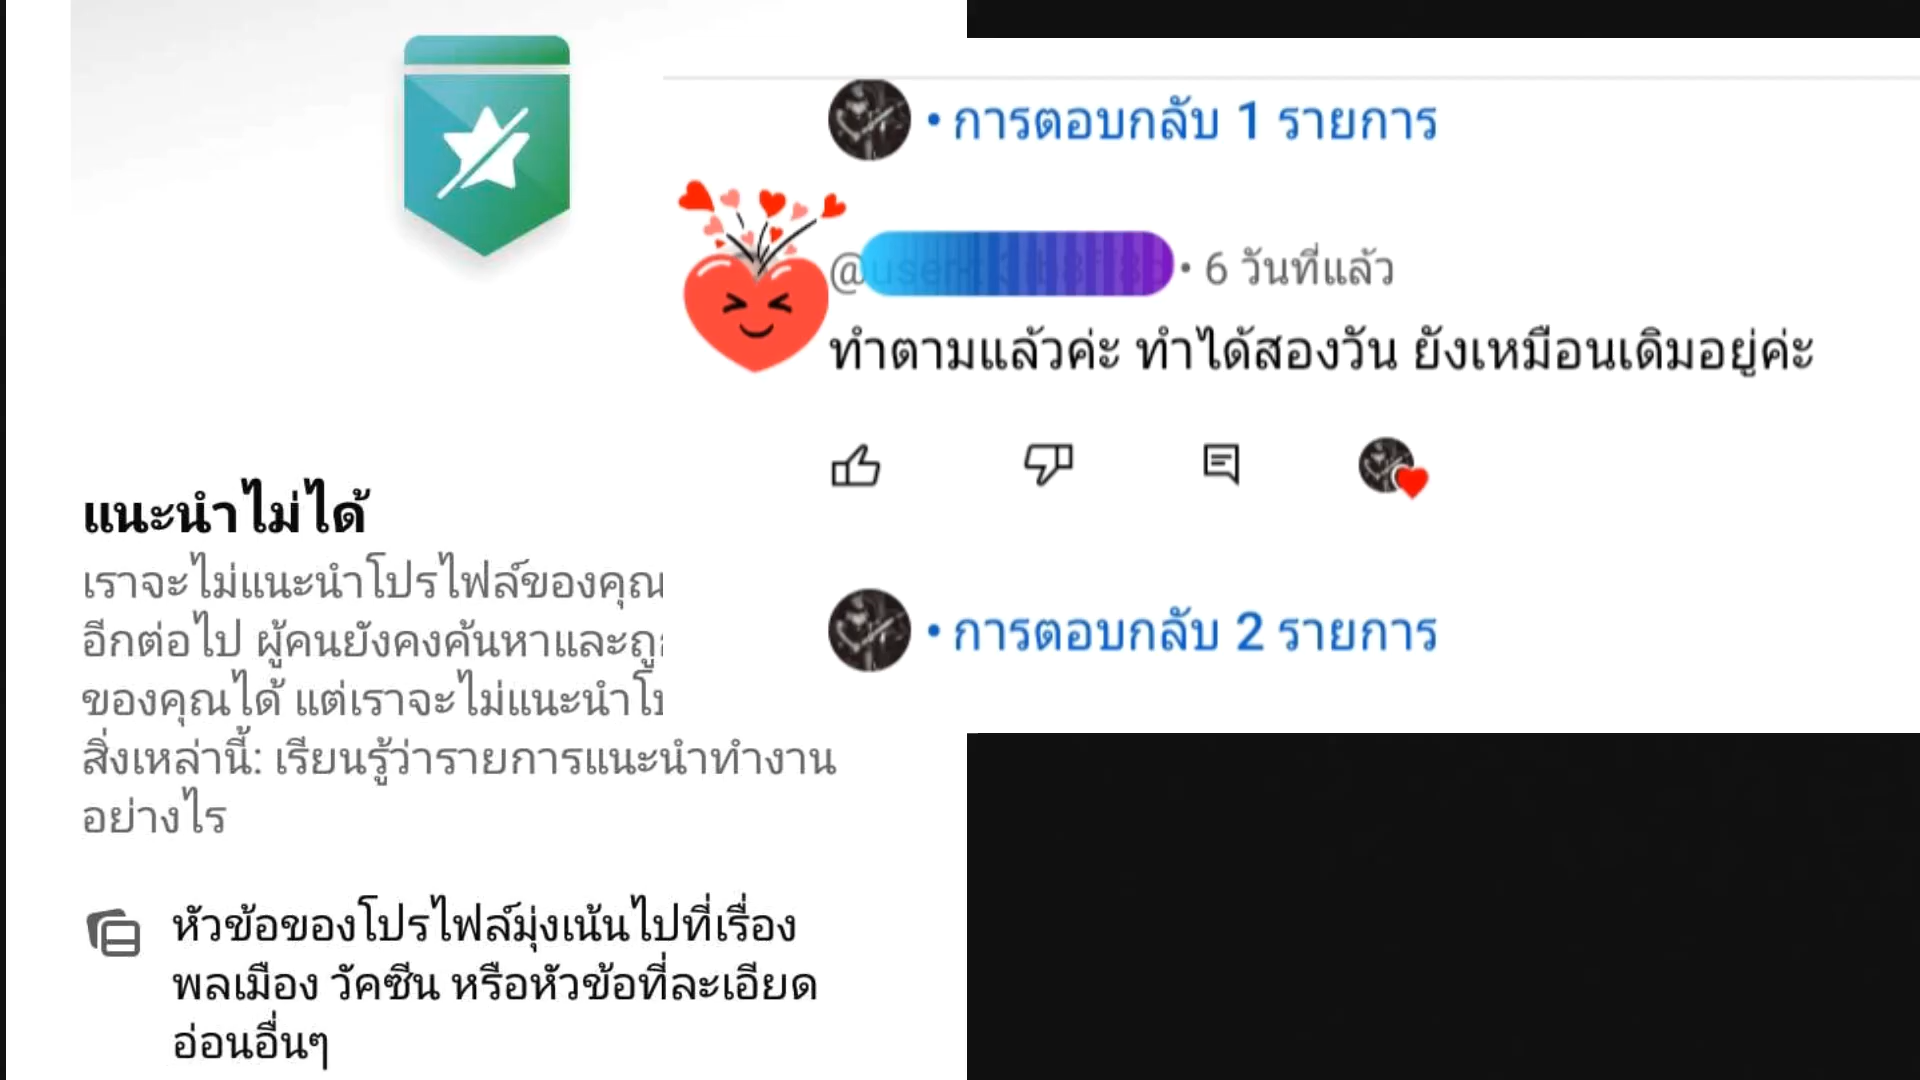 แนะนำไม่ได้
เราจะไม่แนะนำโปรไฟล์ของคุณ
อีกต่อไป ผู้คนยังคงค้นหาและ
ของคุณได้ แต่เราจะไม่แนะนำ
สิ่งเหล่านี้: เรียนรู้ว่ารายการแนะนำทำงาน
อย่างไร
หัวข้อของโปรไฟล์มุ่งเน้นไปที่เรื่อง
พลเมือง วัคซีน หรือหัวข้อที่ละเอียด
อ่อนอื่นๆ
• การตอบกลับ 1 รายการ
@ • 6 วันที่แล้ว
ทำตามแล้วค่ะ ทำได้สองวัน ยังเหมือนเดิมอยู่ค่ะ
• การตอบกลับ 2 รายการ